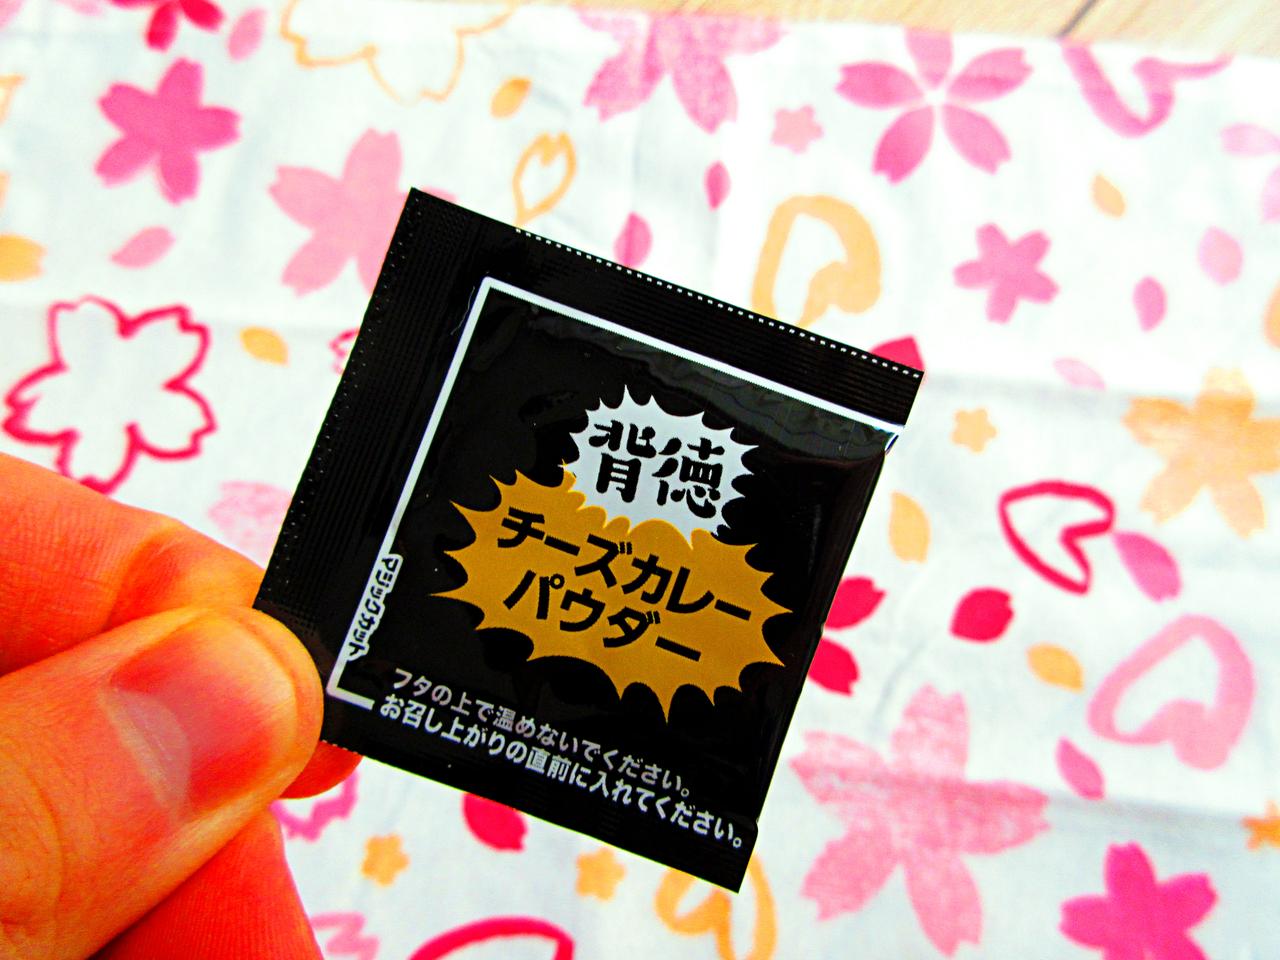 背徳
チーズカレー
パウダー
マジックカット
フタの上で温めないでください。
お召し上がりの直前に入れてください。